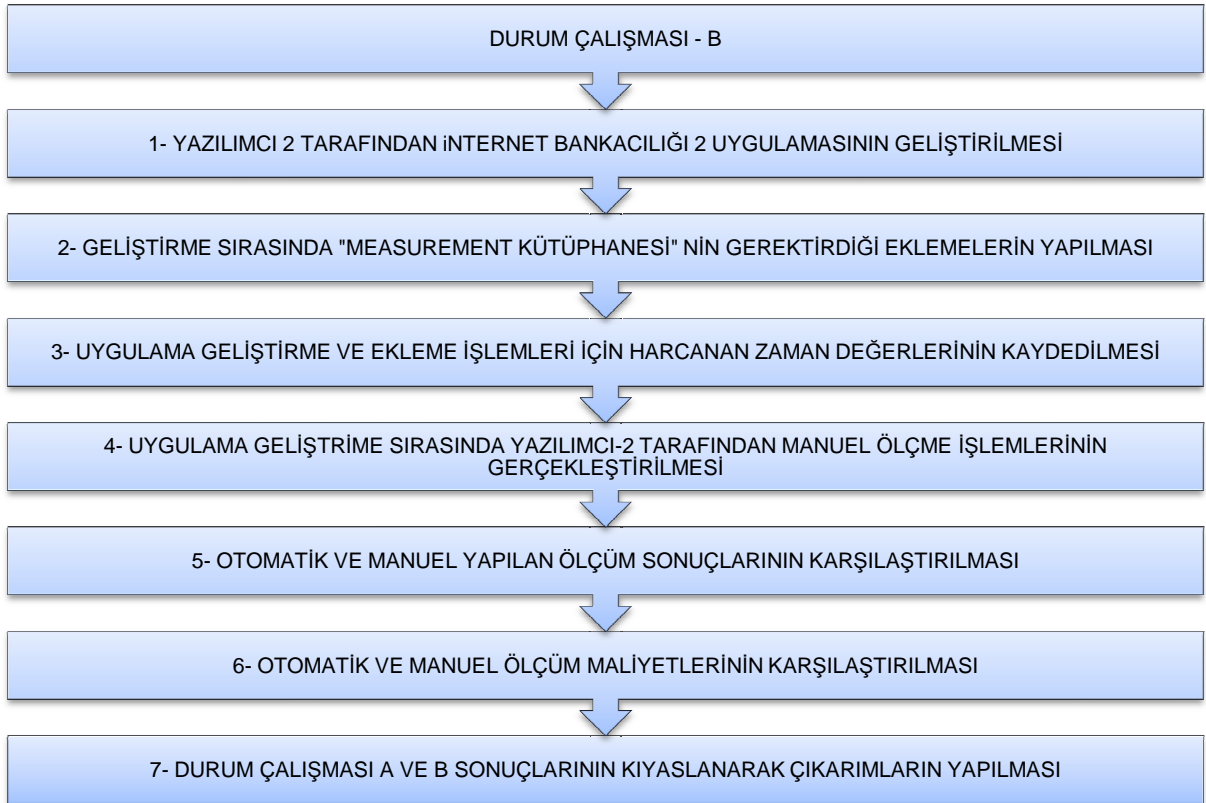 DURUM ÇALIŞMASI - B
1- YAZILIMCI 2 TARAFINDAN iNTERNET BANKACILIĞI 2 UYGULAMASININ GELİŞTİRİLMESİ
2- GELİŞTİRME SIRASINDA "MEASUREMENT KÜTÜPHANESİ" NİN GEREKTİRDİĞİ EKLEMELERİN YAPILMASI
3- UYGULAMA GELİŞTİRME VE EKLEME İŞLEMLERİ İÇİN HARCANAN ZAMAN DEĞERLERİNİN KAYDEDİLMESİ
4- UYGULAMA GELİŞTRİME SIRASINDA YAZILIMCI-2 TARAFINDAN MANUEL ÖLÇME İŞLEMLERİNİN
GERÇEKLEŞTİRİLMESİ
5- OTOMATİK VE MANUEL YAPILAN ÖLÇÜM SONUÇLARININ KARŞILAŞTIRILMASI
6- OTOMATİK VE MANUEL ÖLÇÜM MALİYETLERİNİN KARŞILAŞTIRILMASI
7- DURUM ÇALIŞMASI A VE B SONUÇLARININ KIYASLANARAK ÇIKARIMLARIN YAPILMASI